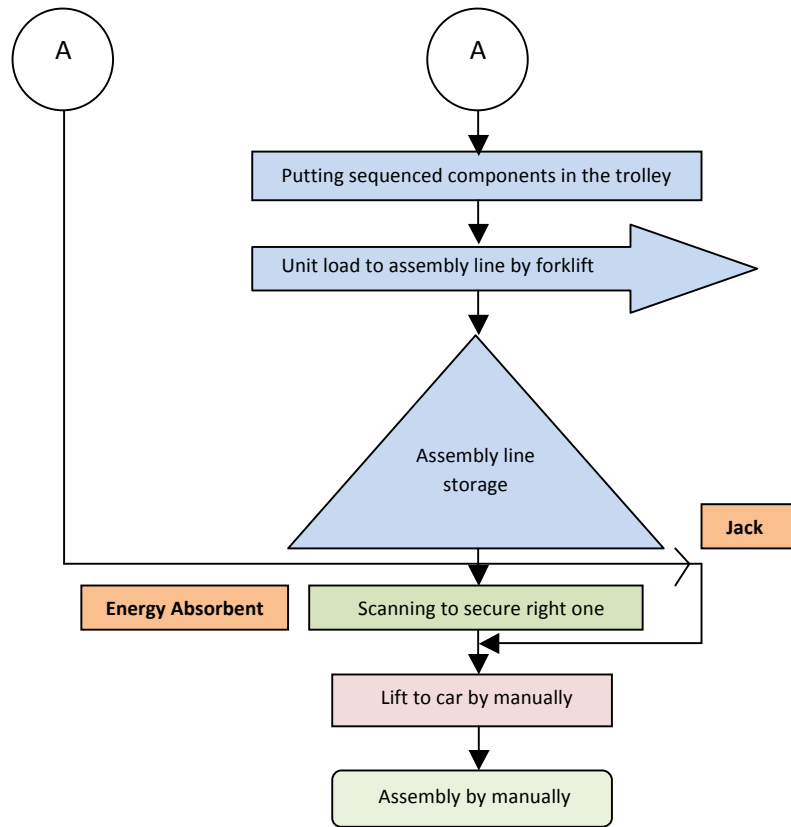 A
A
Putting sequenced components in the trolley
Unit load to assembly line by forklift
Assembly line
storage
Jack
Energy Absorbent
Scanning to secure right one
Lift to car by manually
Assembly by manually